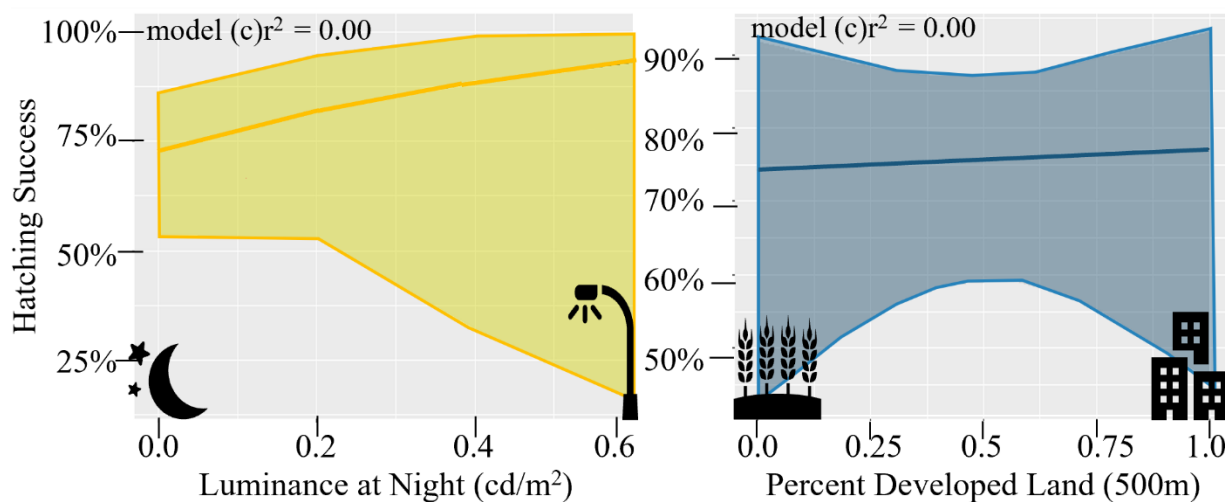 model (c)r² = 0.00
100%
75%
50%
25%
Hatching Success
0.0 0.2 0.4 0.6
Luminance at Night (cd/m²)
model (c)r² = 0.00
90%
80%
70%
60%
50%
0.0 0.25 0.5 0.75 1.0
Percent Developed Land (500m)